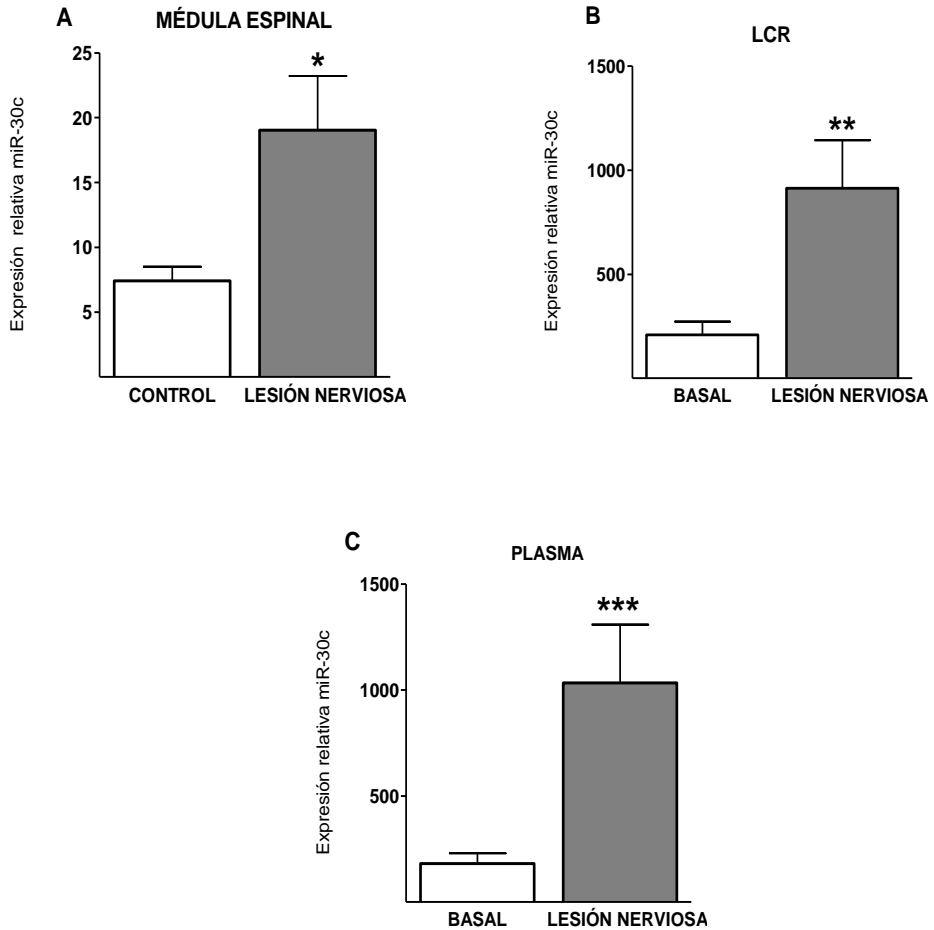 A
MÉDULA ESPINAL
Expresión relativa miR-30c
25
20
15
10
5
*
CONTROL
LESIÓN NERVIOSA
B
LCR
Expresión relativa miR-30c
1500
1000
500
**
BASAL
LESIÓN NERVIOSA
C
PLASMA
Expresión relativa miR-30c
1500
1000
500
***
BASAL
LESIÓN NERVIOSA